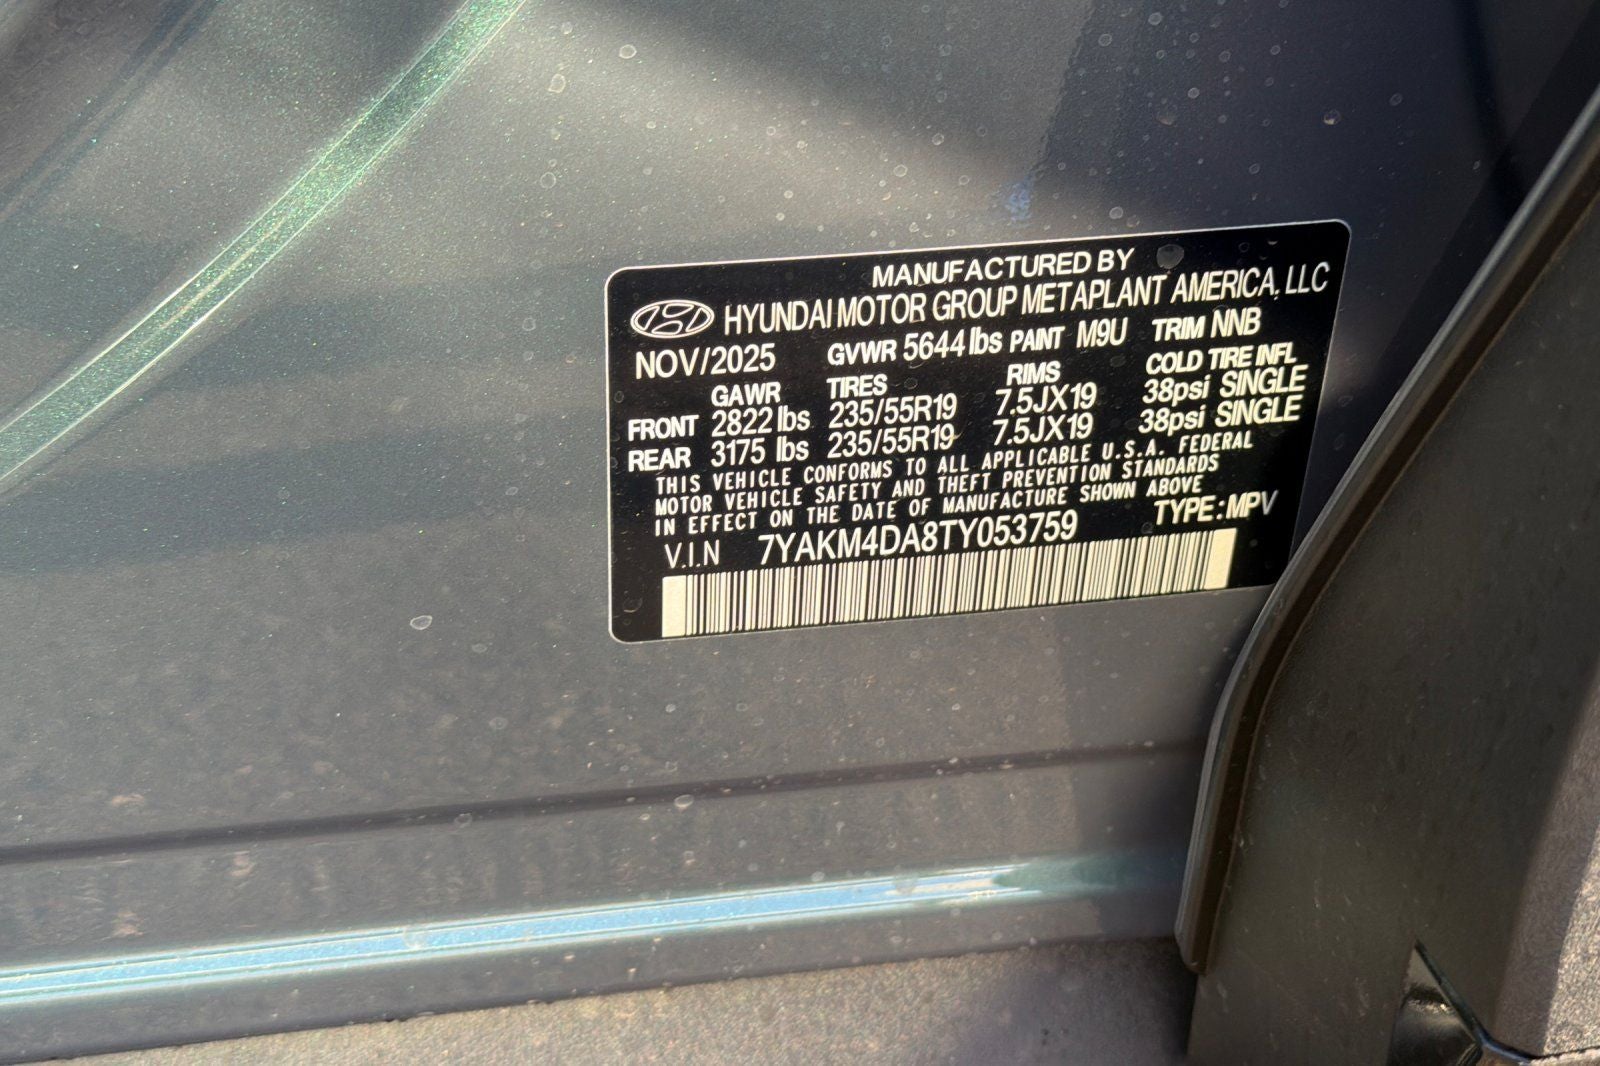 MANUFACTURED BY
HYUNDAI MOTOR GROUP METAPLANT AMERICA, LLC
NOV/2025 GVWR 5644 lbs PAINT M9U TRIM NNB
GAWR TIRES RIMS COLD TIRE INFL
FRONT 2822 lbs 235/55R19 7.5JX19 38psi SINGLE
REAR 3175 lbs 235/55R19 7.5JX19 38psi SINGLE
THIS VEHICLE CONFORMS TO ALL APPLICABLE U.S.A. FEDERAL
MOTOR VEHICLE SAFETY AND THEFT PREVENTION STANDARDS
IN EFFECT ON THE DATE OF MANUFACTURE SHOWN ABOVE
V.I.N 7YAKM4DA8TY053759 TYPE:MPV